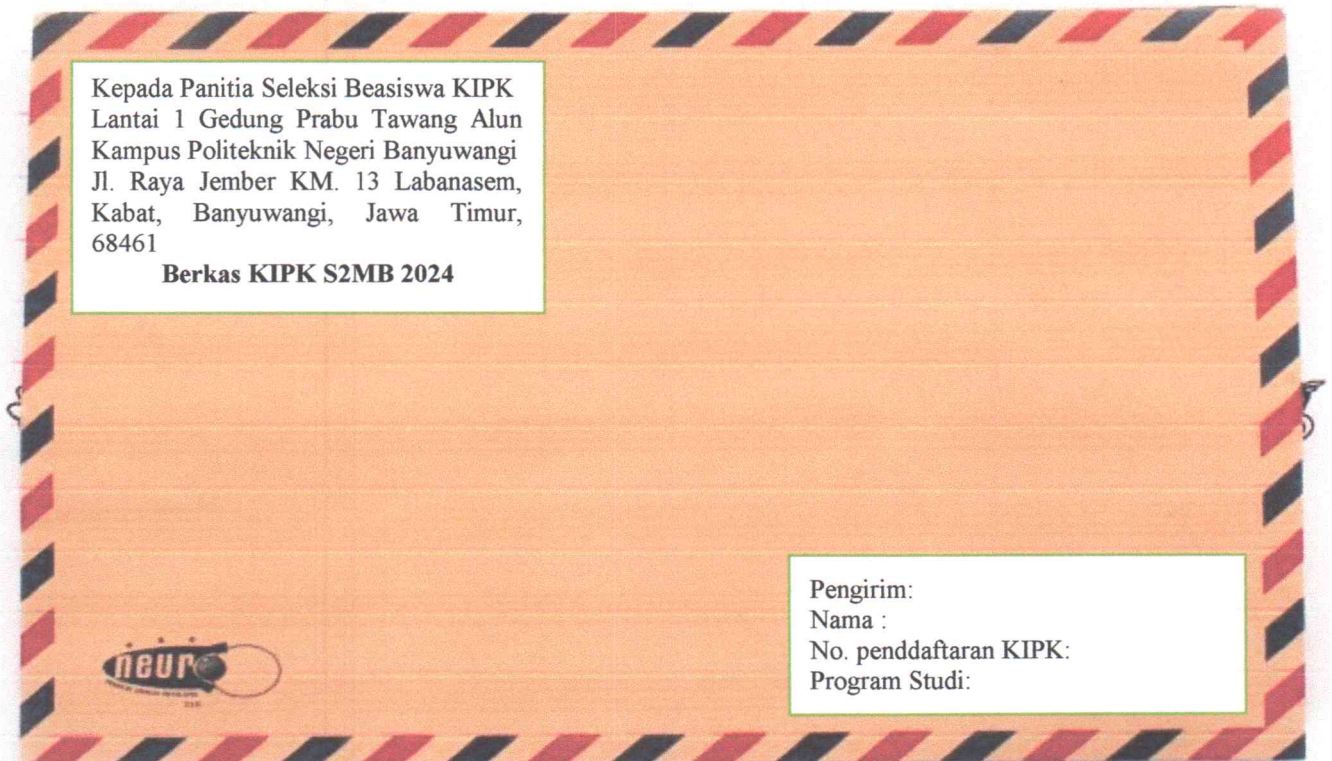 Kepada Panitia Seleksi Beasiswa KIPK
Lantai 1 Gedung Prabu Tawang Alun
Kampus Politeknik Negeri Banyuwangi
Jl. Raya Jember KM. 13 Labanasem,
Kabat, Banyuwangi, Jawa Timur,
68461
Berkas KIPK S2MB 2024
Pengirim:
Nama :
No. penddaftaran KIPK:
Program Studi:
neuro